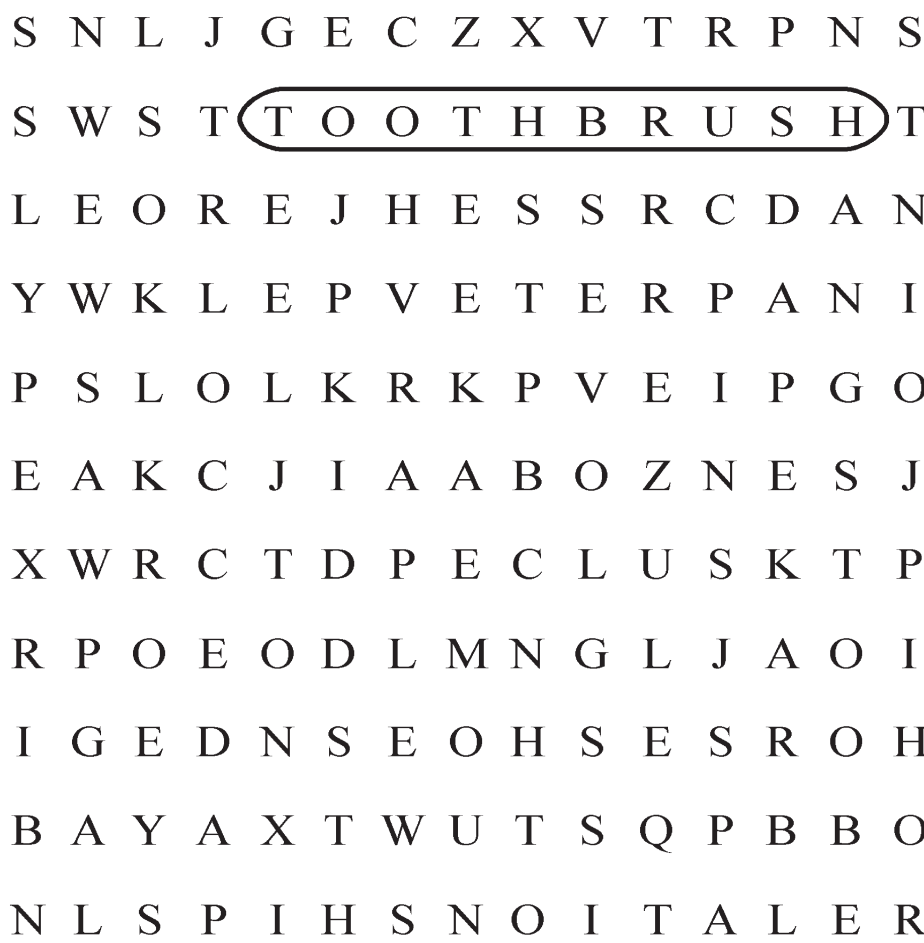 S N L J G E C Z X V T R P N S
S W S T T O O T H B R U S H T
L E O R E J H E S S R C D A N
Y W K L E P V E T E R P A N I
P S L O L K R K P V E I P G O
E A K C J I A A B O Z N E S J
X W R C T D P E C L U S K T P
R P O E O D L M N G L J A O I
I G E D N S E O H S E S R O H
B A Y A X T W U T S Q P B B O
N L S P I H S N O I T A L E R